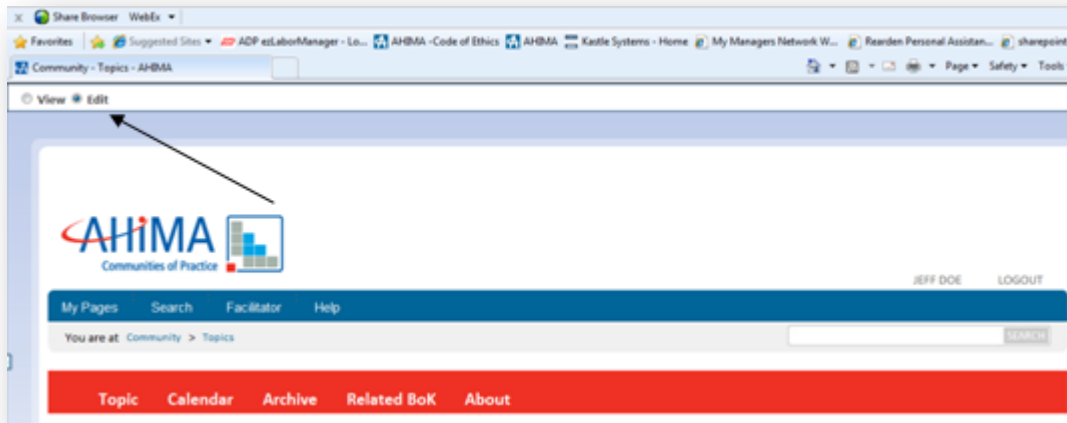 x Share Browser WebEx
Favorites Suggested Sites ADP ezLaborManager - Lo... AHIMA - Code of Ethics AHIMA Kastle Systems - Home My Managers Network W... Rearden Personal Assistan... sharepoint
Community - Topics - AHIMA Page Safety Tools
View Edit
AHiMA
Communities of Practice
JEFF DOE LOGOUT
My Pages Search Facilitator Help
You are at Community > Topics SEARCH
Topic Calendar Archive Related BoK About